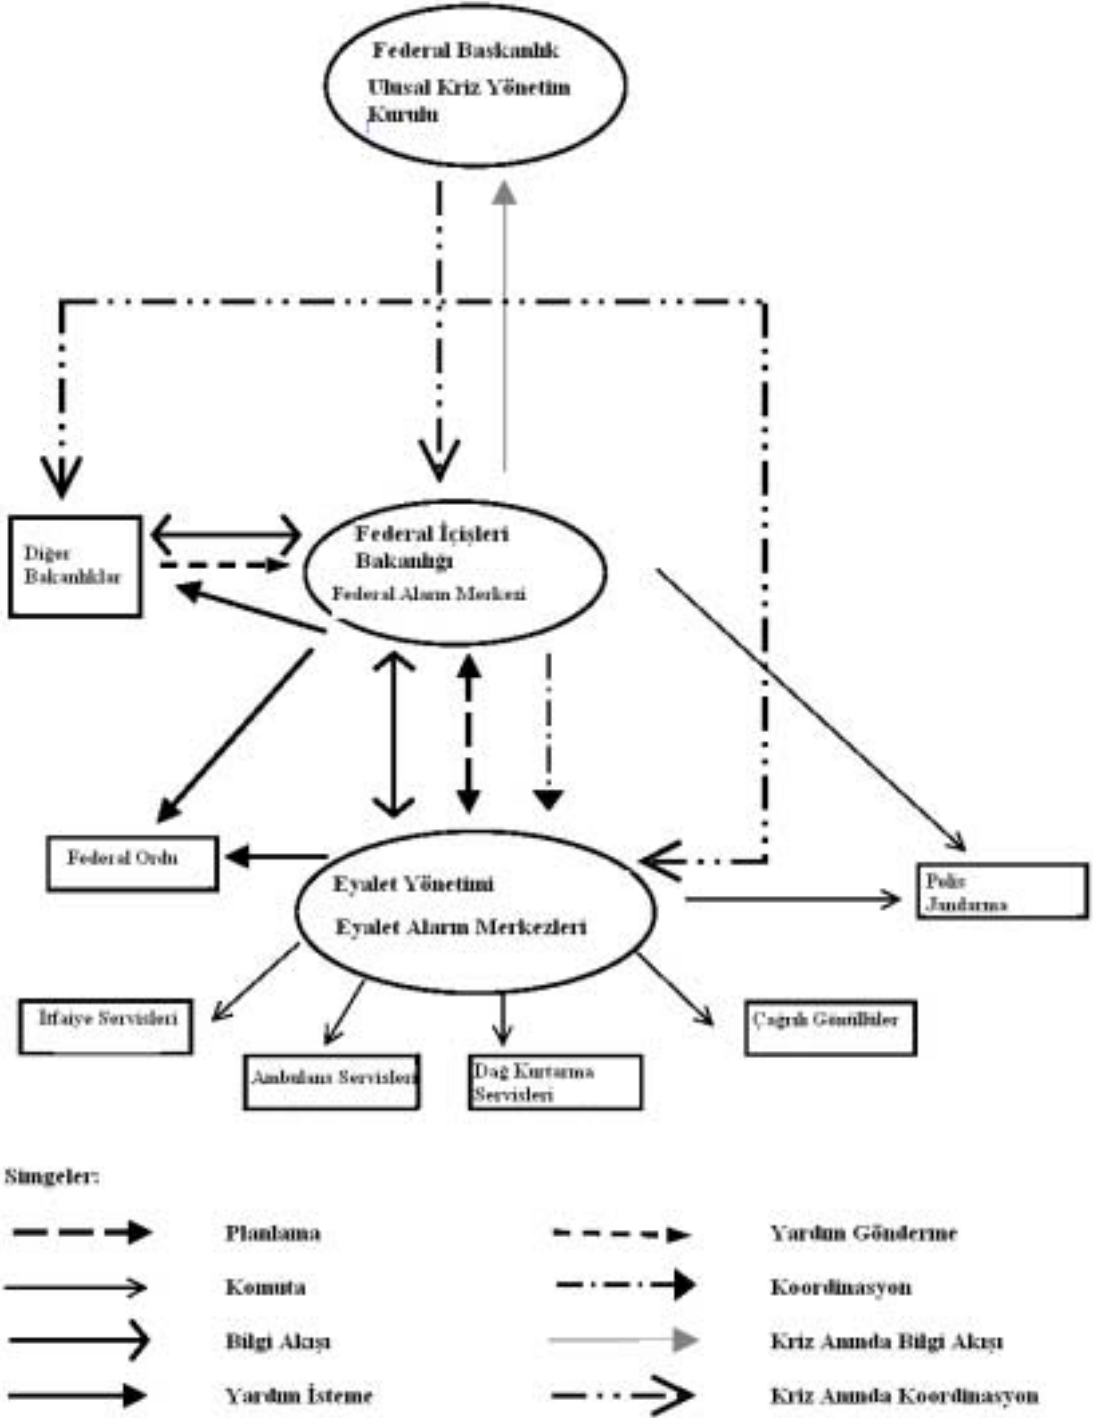 Federal Baskanlık
Ulusal Kriz Yönetim
Kurulu
Diğer
Bakanlıklar
Federal İçişleri
Bakanlığı
Federal Alarm Merkezi
Federal Ordu
Eyalet Yönetimi
Eyalet Alarm Merkezleri
Polis
Jandarma
İtfaiye Servisleri
Ambulans Servisleri
Dağ Kurtarma
Servisleri
Çağrılı Gönüllüler
Simgeler:
Planlama
Yardım Gönderme
Komuta
Koordinasyon
Bilgi Akışı
Kriz Anında Bilgi Akışı
Yardım İsteme
Kriz Anında Koordinasyon